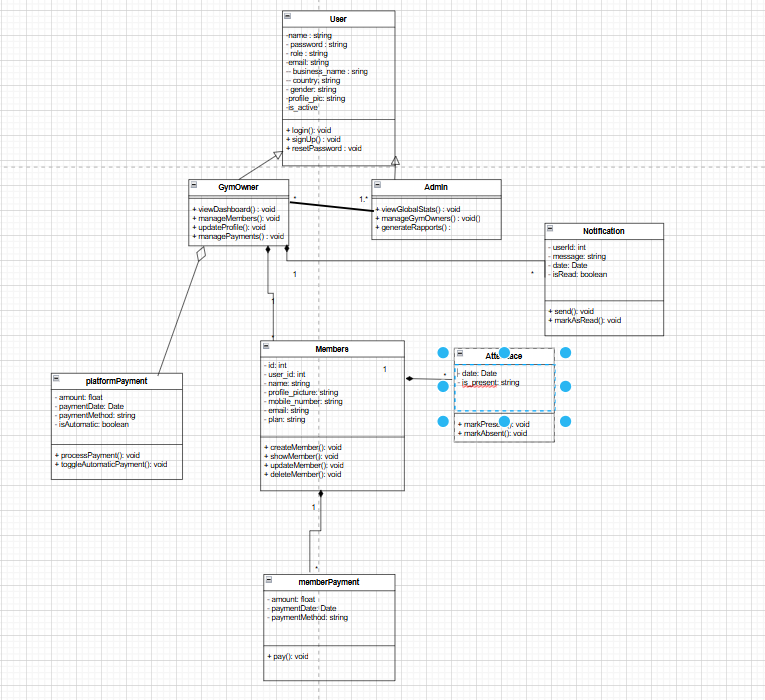 User
-name : string
- password : string
- role : string
-email: string
-- business_name : sring
-- country: string
- gender: string
-profile_pic: string
-is_active
+ login(): void
+ signUp() : void
+ resetPassword : void
GymOwner
+ viewDashboard() : void
+ manageMembers(): void
+ updateProfile(): void
+ managePayments() : void
*
1.*
Admin
+ viewGlobalStats() : void
+ manageGymOwners() : void()
+ generateRapports() :
Notification
- userId: int
- message: string
- date: Date
- isRead: boolean
+ send(): void
+ markAsRead(): void
1
*
1
*
Members
- id: int
- user_id: int
- name: string
- profile_picture: string
- mobile_number: string
- email: string
- plan: string
+ createMember(): void
+ showMember(): void
+ updateMember(): void
+ deleteMember(): void
1
*
date: Date
- is_present: string
void
+ markAbsent(): void
platformPayment
- amount: float
- paymentDate: Date
- paymentMethod: string
- isAutomatic: boolean
+ processPayment(): void
+ toggleAutomaticPayment(): void
1
*
memberPayment
- amount: float
- paymentDate: Date
- paymentMethod: string
+ pay(): void